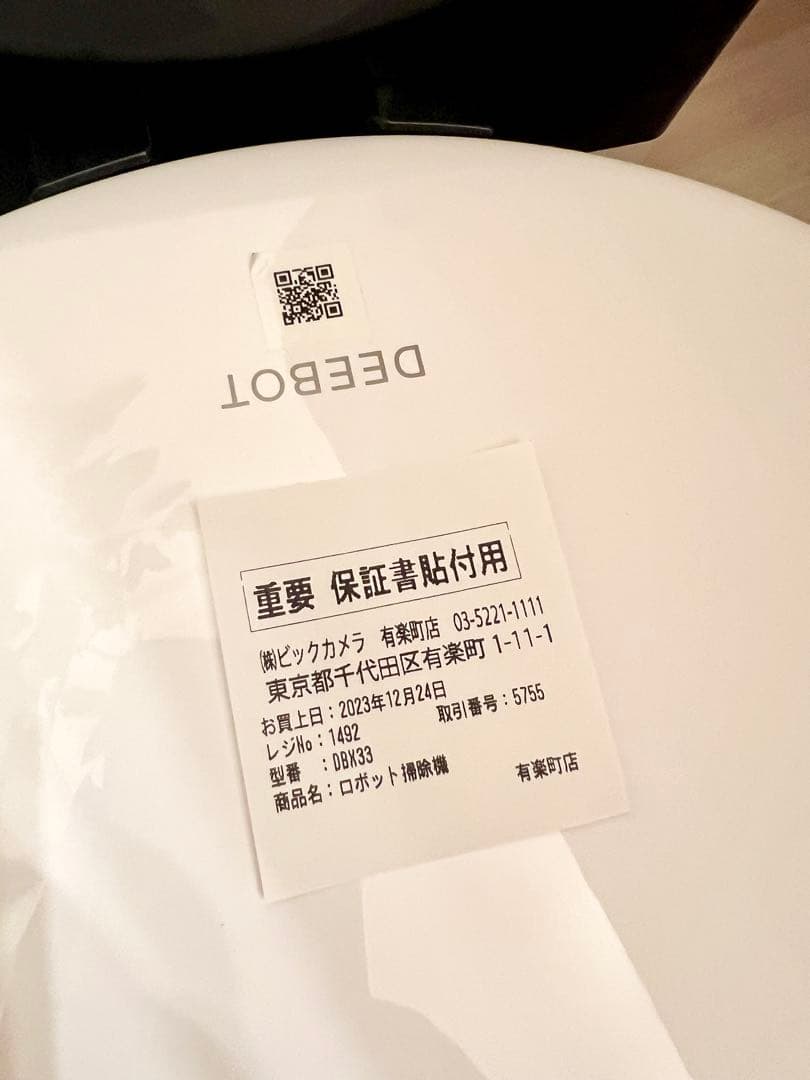 DEEBOT
重要 保証書貼付用
㈱ビックカメラ 有楽町店 03-5221-1111
東京都千代田区有楽町 1-11-1
お買上日：2023年12月24日
レジNo：1492 取引番号：5755
型番 ：DBX33
商品名：ロボット掃除機 有楽町店